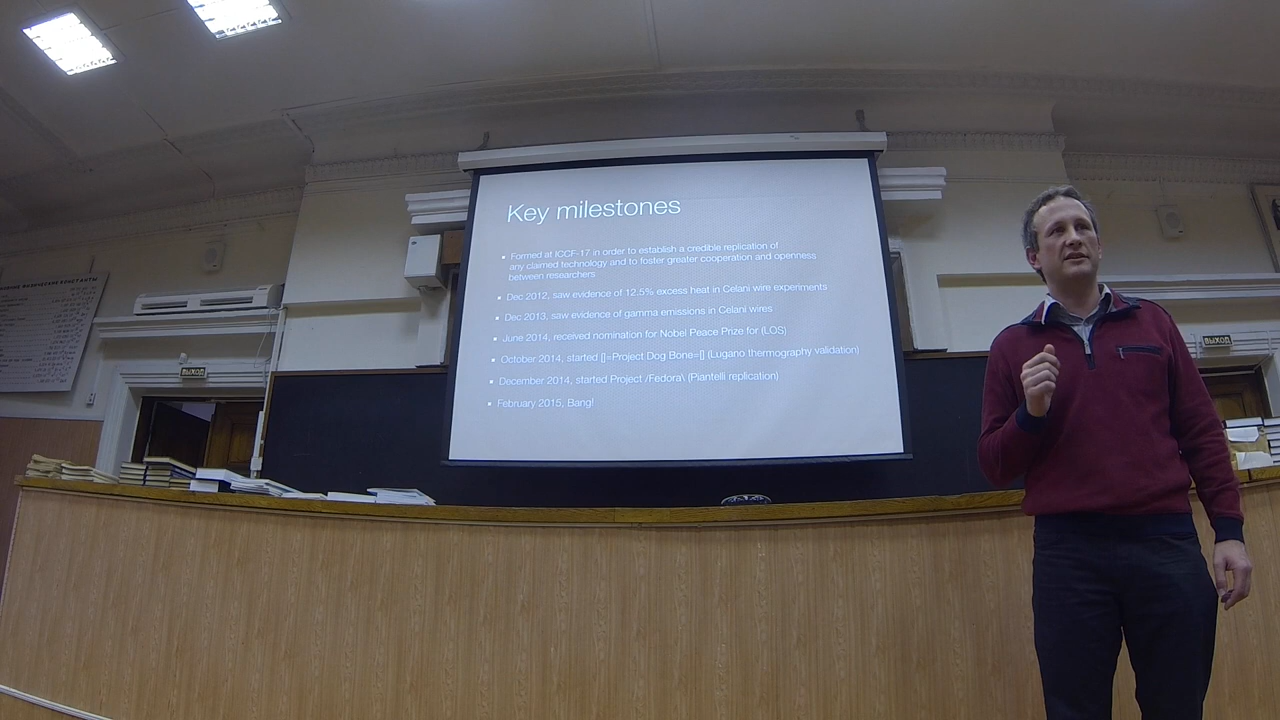 Key milestones
Formed at ICCF-17 in order to establish a credible replication of
any claimed technology and to foster greater cooperation and openness
between researchers
Dec 2012, saw evidence of 12.5% excess heat in Celani wire experiments
Dec 2013, saw evidence of gamma emissions in Celani wires
June 2014, received nomination for Nobel Peace Prize for (LOS)
October 2014, started []=Project Dog Bone=[] (Lugano thermography validation)
December 2014, started Project /Fedora\ (Piantelli replication)
February 2015, Bang!
ФИЗИЧЕСКИЕ КОНСТАНТЫ
ВЫХОД
ВЫХОД